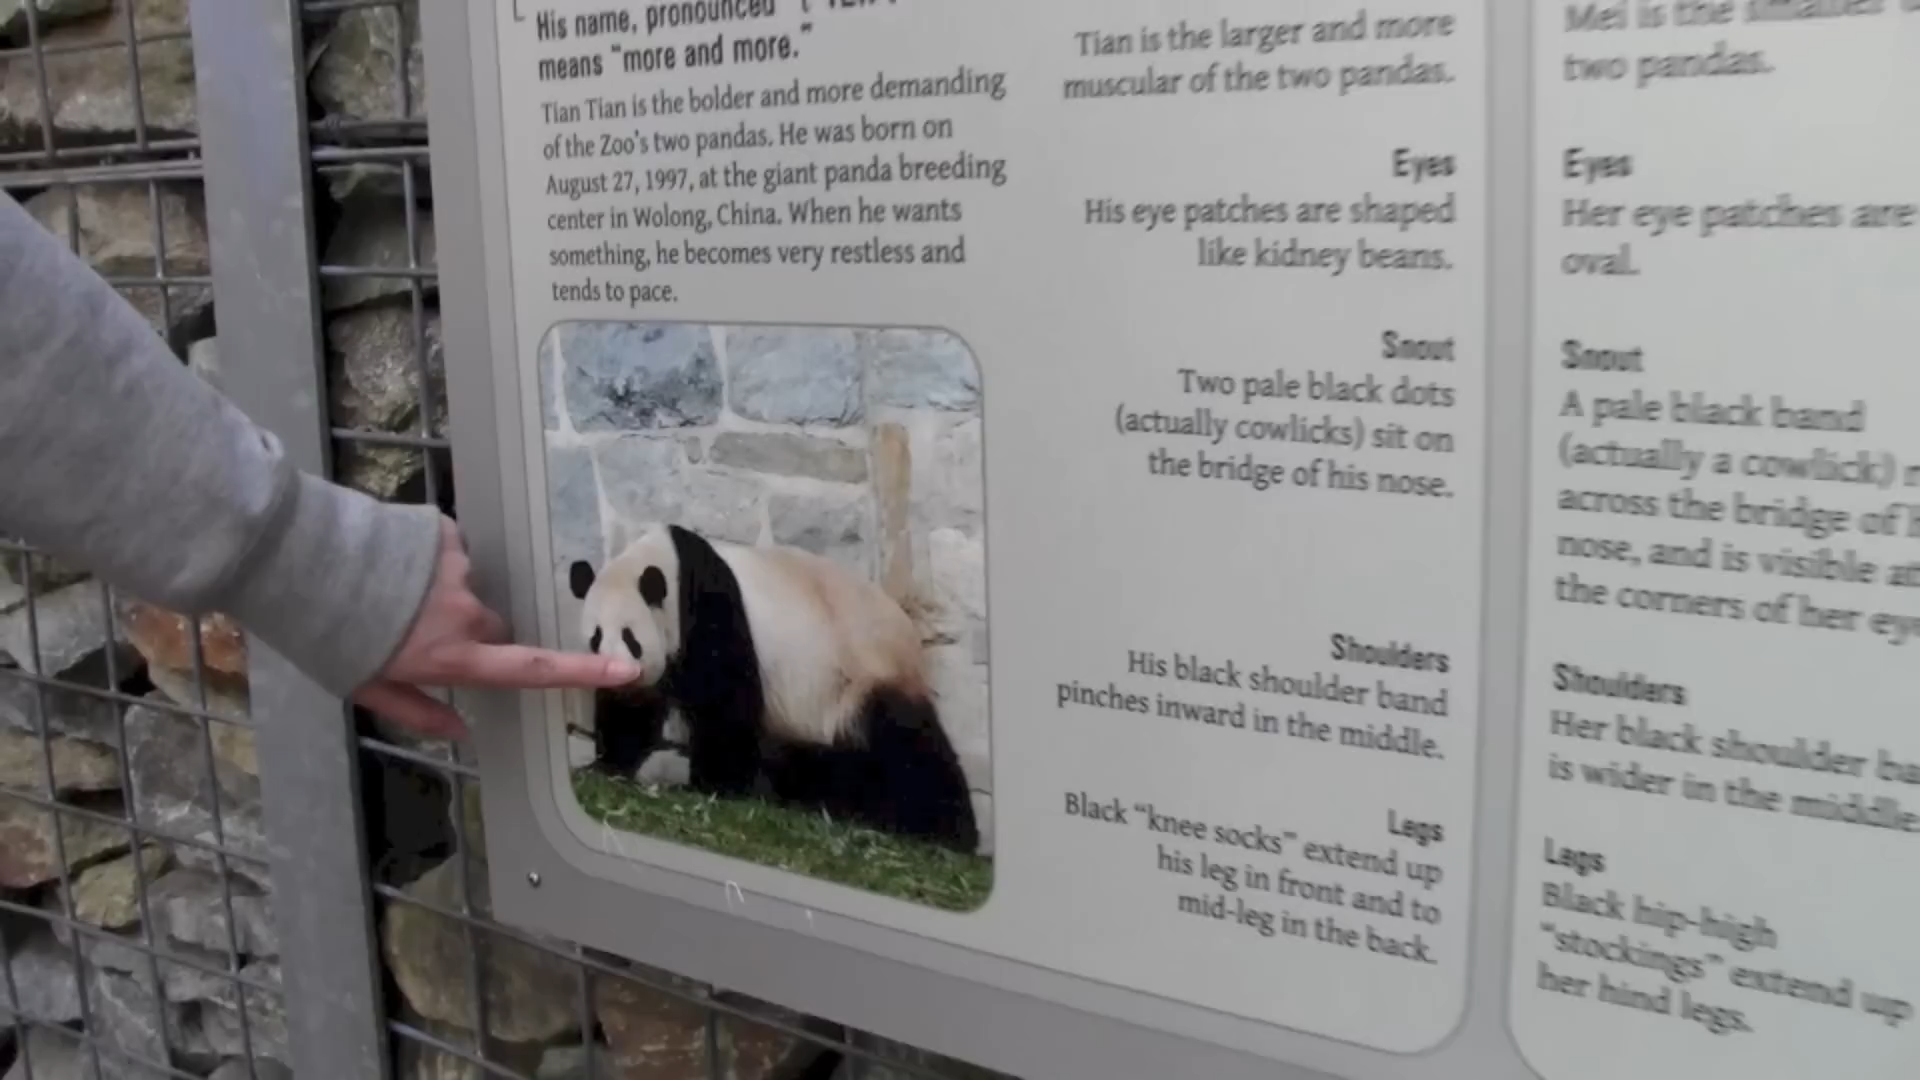 His name, pronounced
means "more and more."
Tian Tian is the bolder and more demanding
of the Zoo's two pandas. He was born on
August 27, 1997, at the giant panda breeding
center in Wolong, China. When he wants
something, he becomes very restless and
tends to pace.
Tian is the larger and more
muscular of the two pandas.
Eyes
His eye patches are shaped
like kidney beans.
Snout
Two pale black dots
(actually cowlicks) sit on
the bridge of his nose.
Shoulders
His black shoulder band
pinches inward in the middle.
Legs
Black "knee socks" extend up
his leg in front and to
mid-leg in the back.
Mei is the smaller
two pandas.
Eyes
Her eye patches are
oval.
Snout
A pale black band
(actually a cowlick)
across the bridge of
nose, and is visible
the corners of her
Shoulders
Her black shoulder
is wider in the middle
Legs
Black hip-high
"stockings" extend up
her hind legs.